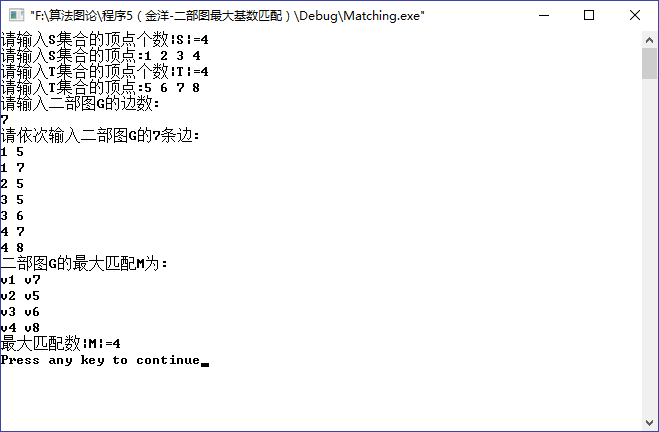 "F:\算法图论\程序5（金洋-二部图最大基数匹配）\Debug\Matching.exe"
请输入S集合的顶点个数|S|=4
请输入S集合的顶点:1 2 3 4
请输入T集合的顶点个数|T|=4
请输入T集合的顶点:5 6 7 8
请输入二部图G的边数:
7
请依次输入二部图G的7条边:
1 5
1 7
2 5
3 5
3 6
4 7
4 8
二部图G的最大匹配M为:
v1 v7
v2 v5
v3 v6
v4 v8
最大匹配数|M|=4
Press any key to continue